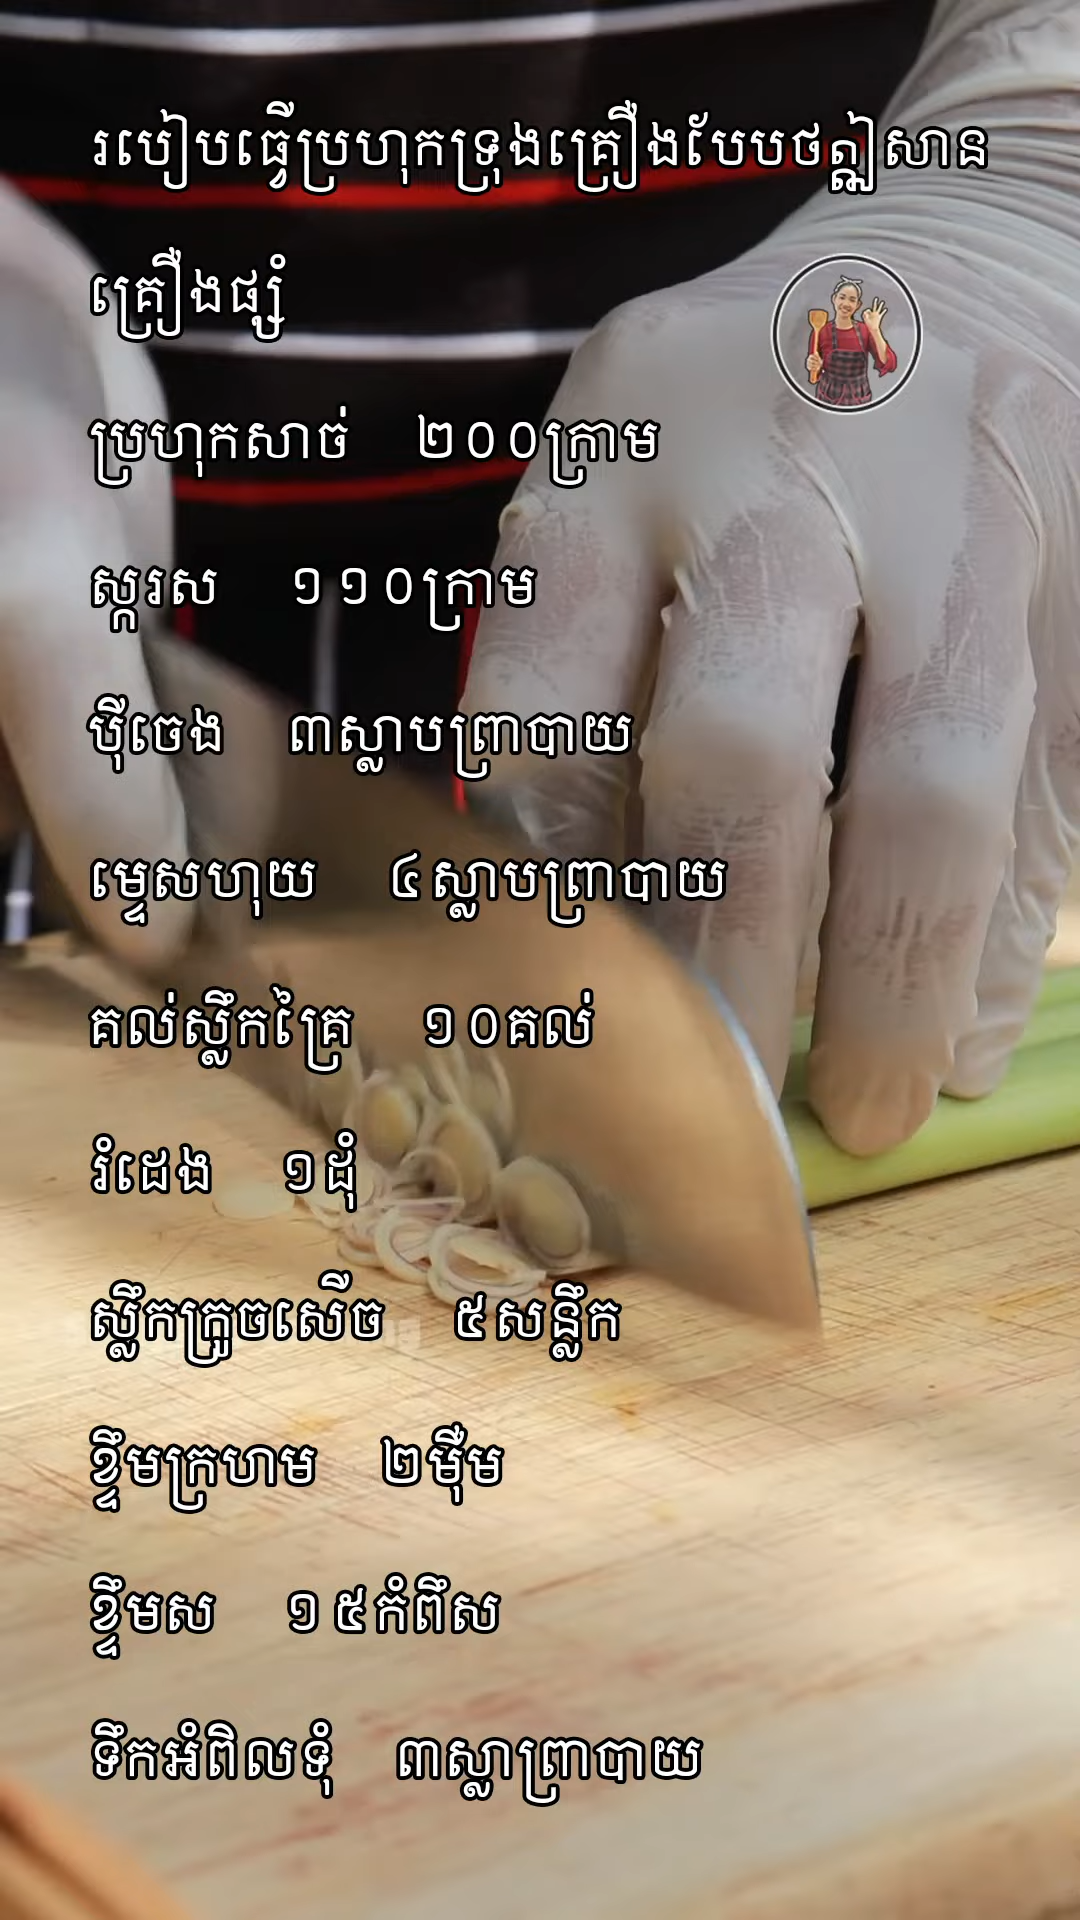 របៀបធ្វើប្រហុកទ្រុងគ្រឿងបែបថត្ឦសាន
គ្រឿងផ្សំ
ប្រហុកសាច់ ២០០ក្រាម
ស្ករស ១១០ក្រាម
ប៉ីចេង ៣ស្លាបព្រាបាយ
ម្ទេសហុយ ៤ស្លាបព្រាបាយ
គល់ស្លឹកគ្រៃ ១០គល់
រំដេង ១ដុំ
ស្លឹកក្រូចសើច ៥សន្លឹក
ខ្ទឹមក្រហម ២ម៉ឺម
ខ្ទឹមស ១៥កំពឹស
ទឹកអំពិលទុំ ៣ស្លាព្រាបាយ